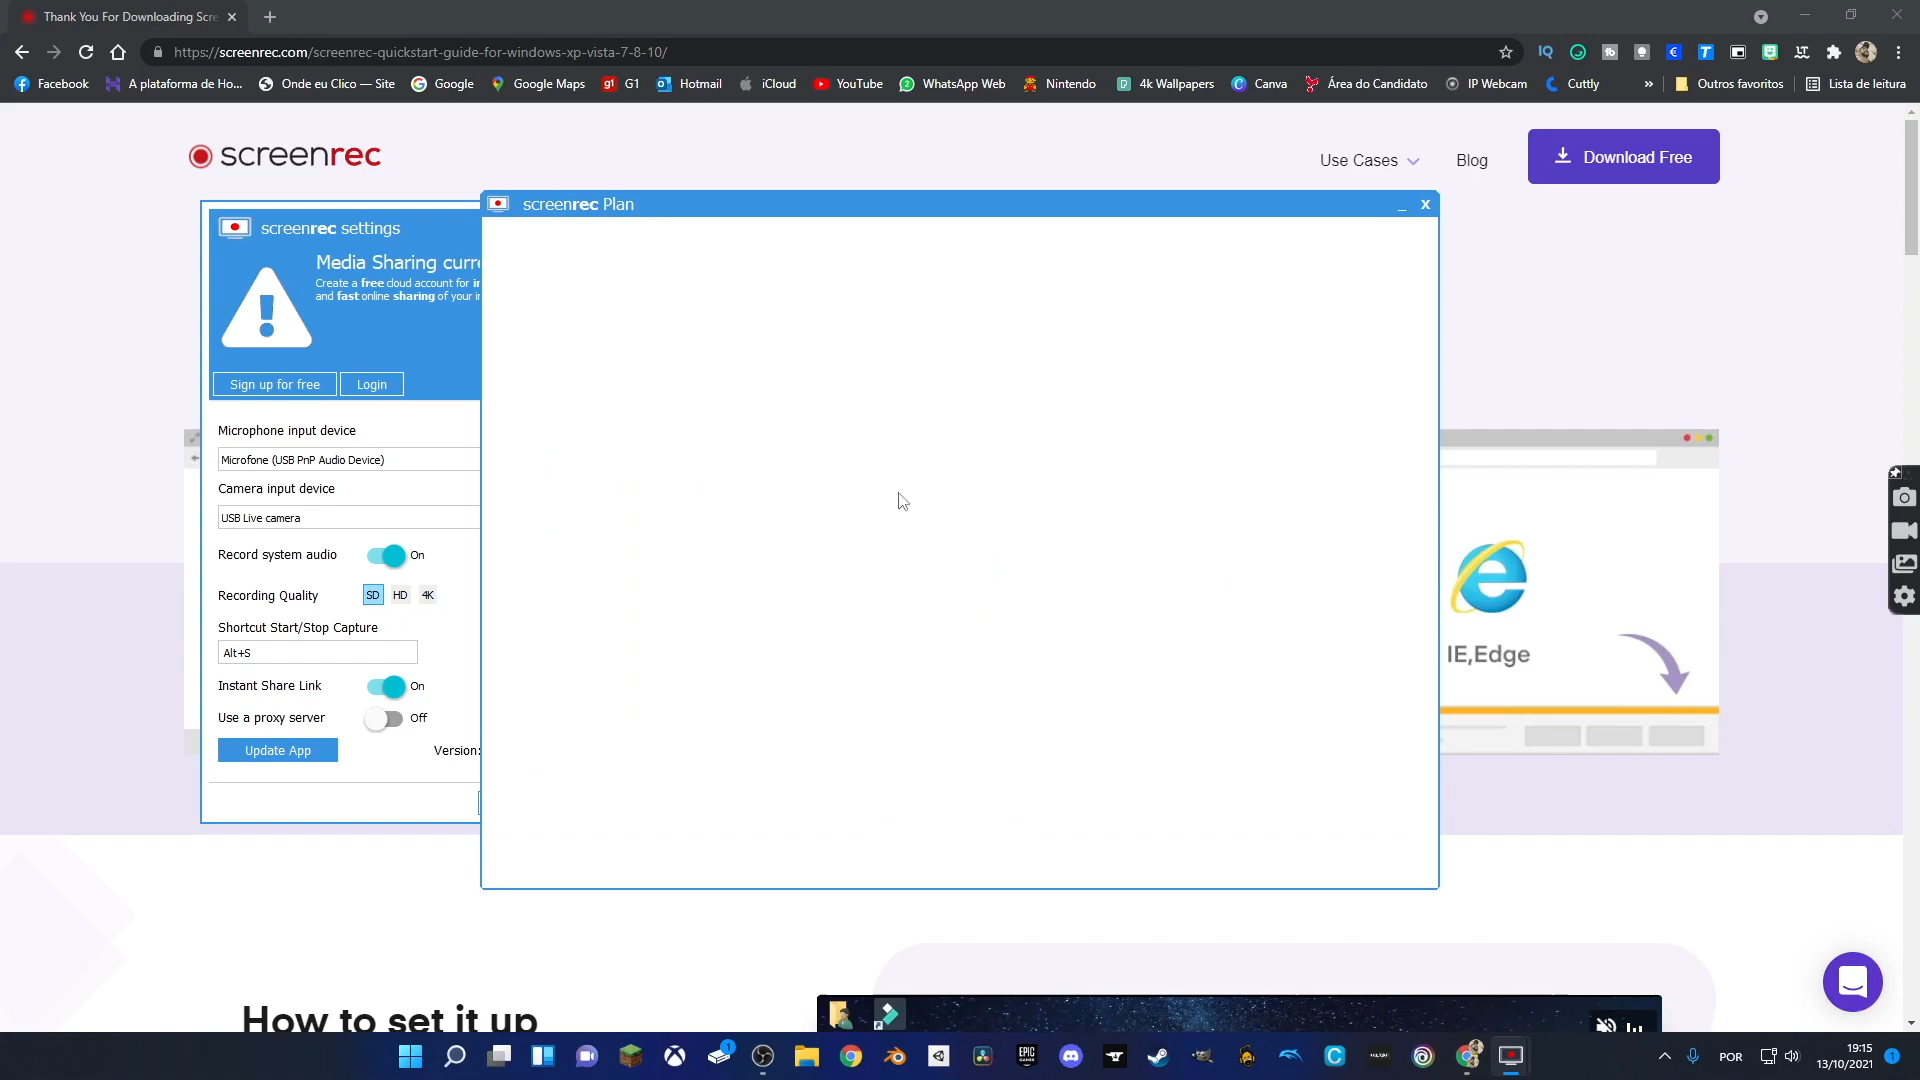 Thank You For Downloading Scre
https://screenrec.com/screenrec-quickstart-guide-for-windows-xp-vista-7-8-10/
Facebook A plataforma de Ho... Onde eu Clico — Site Google Google Maps G1 Hotmail iCloud YouTube WhatsApp Web Nintendo 4k Wallpapers Canva Área do Candidato IP Webcam Cuttly » Outros favoritos Lista de leitura
screenrec
Use Cases Blog Download Free
screenrec Plan
screenrec settings
Media Sharing curre
Create a free cloud account for in
and fast online sharing of your i
Sign up for free Login
Microphone input device
Microfone (USB PnP Audio Device)
Camera input device
USB Live camera
Record system audio On
Recording Quality SD HD 4K
Shortcut Start/Stop Capture
Alt+S
Instant Share Link On
Use a proxy server Off
Update App Version:
IE,Edge
How to set it up
POR
19:15
13/10/2021
1